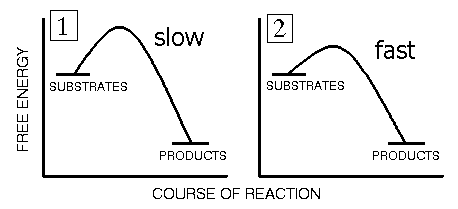 1
slow
2
fast
SUBSTRATES
SUBSTRATES
PRODUCTS
PRODUCTS
FREE ENERGY
COURSE OF REACTION